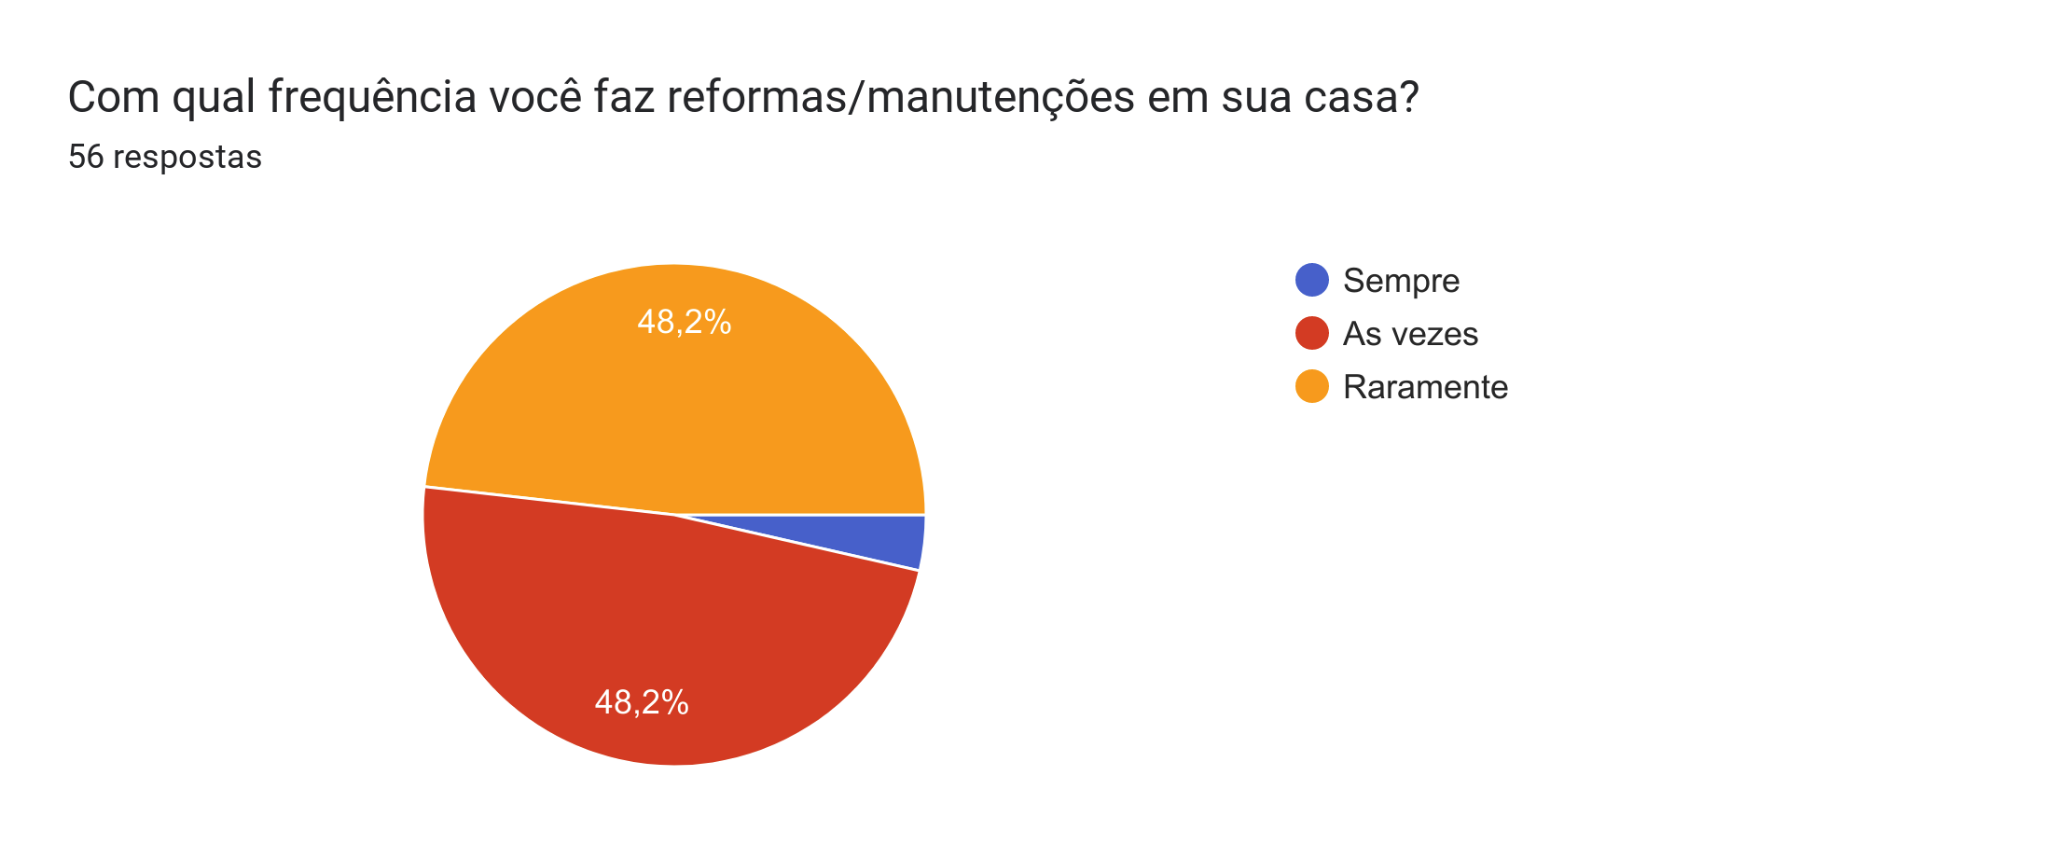 Com qual frequência você faz reformas/manutenções em sua casa?
56 respostas
48,2%
48,2%
Sempre
As vezes
Raramente